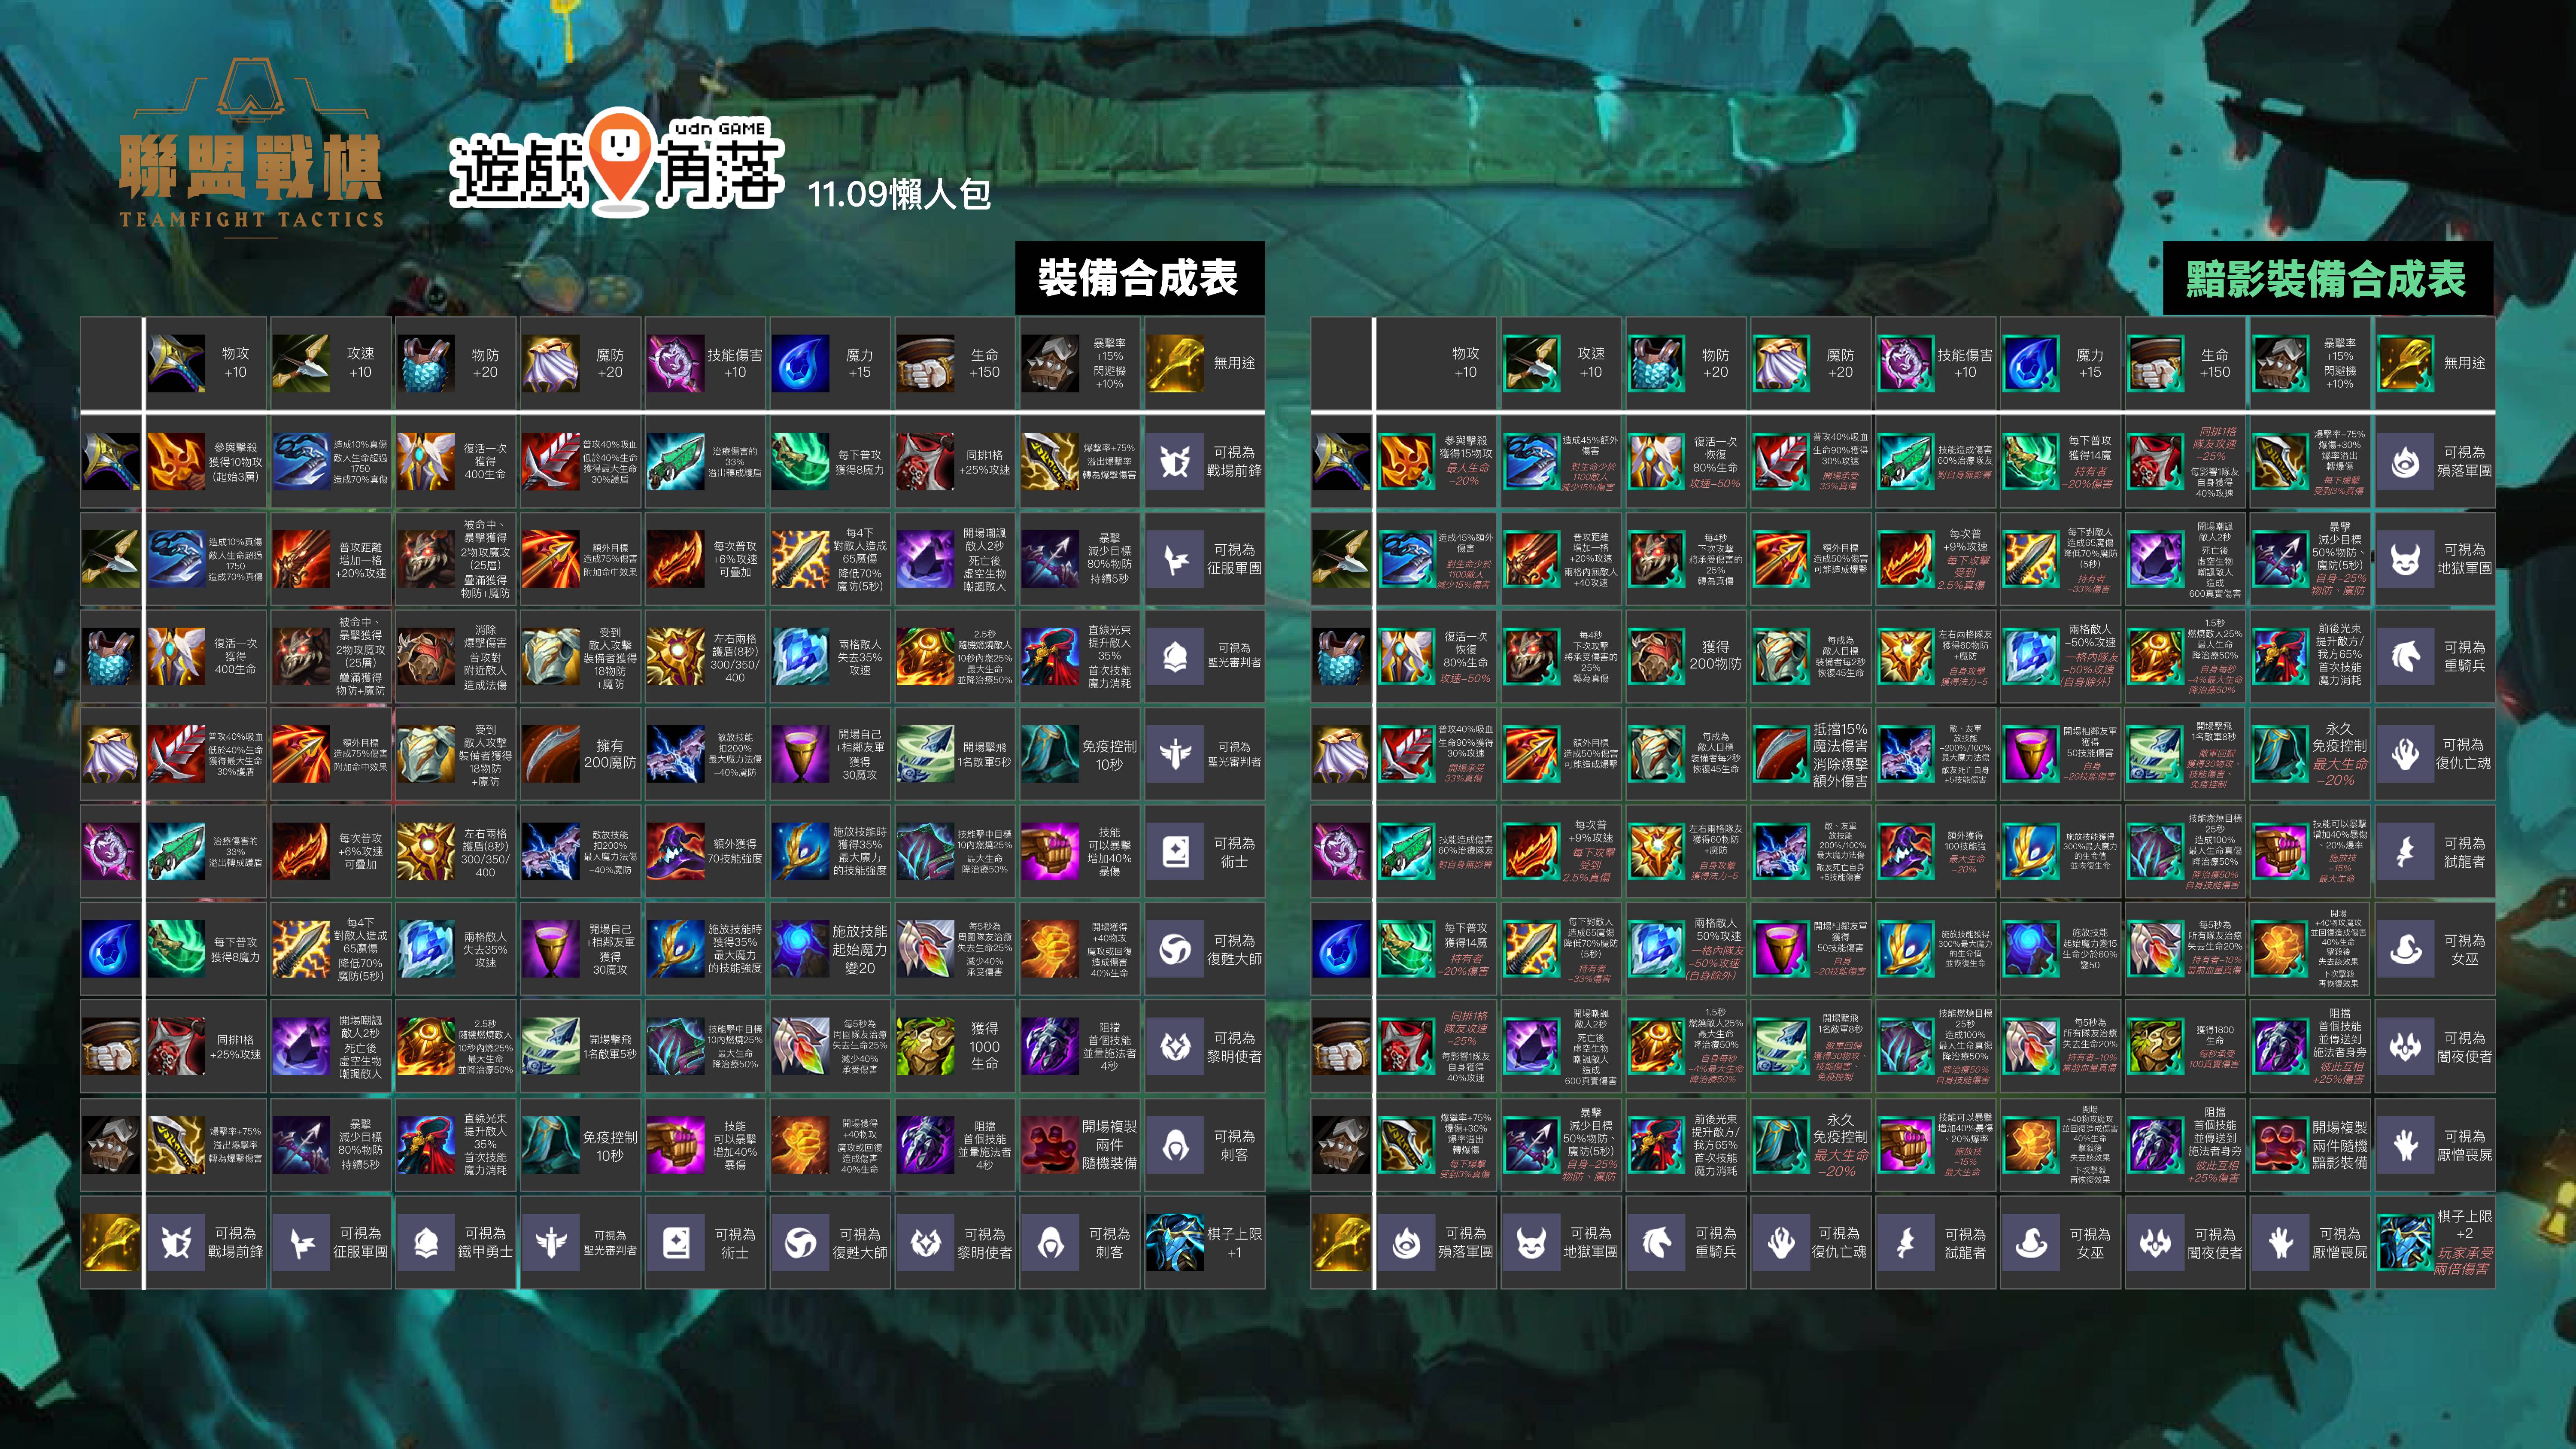 聯盟戰棋
TEAMFIGHT TACTICS
udn GAME
遊戲角落
11.09懶人包
裝備合成表
物攻
+10
攻速
+10
物防
+20
魔防
+20
技能傷害
+10
魔力
+15
生命
+150
暴擊率
+15%
閃避機
+10%
無用途
參與擊殺
獲得10物攻
(起始3層)
造成10%真傷
敵人生命超過
1750
造成70%真傷
復活一次
獲得
400生命
普攻40%吸血
低於40%生命
獲得最大生命
30%護盾
治療傷害的
33%
溢出轉成護盾
每下普攻
獲得8魔力
同排1格
+25%攻速
爆擊率+75%
溢出爆擊率
轉為爆擊傷害
可視為
戰場前鋒
造成10%真傷
敵人生命超過
1750
造成70%真傷
普攻距離
增加一格
+20%攻速
被命中、
暴擊獲得
2物攻魔攻
(25層)
疊滿獲得
物防+魔防
額外目標
造成75%傷害
附加命中效果
每次普攻
+6%攻速
可疊加
每4下
對敵人造成
65魔傷
降低70%
魔防(5秒)
開場嘲諷
敵人2秒
死亡後
虛空生物
嘲諷敵人
暴擊
減少目標
80%物防
持續5秒
可視為
征服軍團
復活一次
獲得
400生命
被命中、
暴擊獲得
2物攻魔攻
(25層)
疊滿獲得
物防+魔防
消除
爆擊傷害
普攻對
附近敵人
造成法傷
受到
敵人攻擊
裝備者獲得
18物防
+魔防
左右兩格
護盾(8秒)
300/350/
400
兩格敵人
失去35%
攻速
2.5秒
隨機燃燒敵人
10秒內燃25%
最大生命
並降治療50%
直線光束
提升敵人
35%
首次技能
魔力消耗
可視為
聖光審判者
普攻40%吸血
低於40%生命
獲得最大生命
30%護盾
額外目標
造成75%傷害
附加命中效果
受到
敵人攻擊
裝備者獲得
18物防
+魔防
擁有
200魔防
敵放技能
扣200%
最大魔力法傷
-40%魔防
開場自己
+相鄰友軍
獲得
30魔攻
開場擊飛
1名敵軍5秒
免疫控制
10秒
可視為
聖光審判者
治療傷害的
33%
溢出轉成護盾
每次普攻
+6%攻速
可疊加
左右兩格
護盾(8秒)
300/350/
400
敵放技能
扣200%
最大魔力法傷
-40%魔防
額外獲得
70技能強度
施放技能時
獲得35%
最大魔力
的技能強度
技能擊中目標
10內燃燒25%
最大生命
降治療50%
技能
可以暴擊
增加40%
暴傷
可視為
術士
每下普攻
獲得8魔力
每4下
對敵人造成
65魔傷
降低70%
魔防(5秒)
兩格敵人
失去35%
攻速
開場自己
+相鄰友軍
獲得
30魔攻
施放技能時
獲得35%
最大魔力
的技能強度
施放技能
起始魔力
變20
每5秒為
周圍隊友治癒
失去生命25%
減少40%
承受傷害
開場獲得
+40物攻
魔攻或回復
造成傷害
40%生命
可視為
復甦大師
同排1格
+25%攻速
開場嘲諷
敵人2秒
死亡後
虛空生物
嘲諷敵人
2.5秒
隨機燃燒敵人
10秒內燃25%
最大生命
並降治療50%
開場擊飛
1名敵軍5秒
技能擊中目標
10內燃燒25%
最大生命
降治療50%
每5秒為
周圍隊友治癒
失去生命25%
減少40%
承受傷害
獲得
1000
生命
阻擋
首個技能
並暈施法者
4秒
可視為
黎明使者
爆擊率+75%
溢出爆擊率
轉為爆擊傷害
暴擊
減少目標
80%物防
持續5秒
直線光束
提升敵人
35%
首次技能
魔力消耗
免疫控制
10秒
技能
可以暴擊
增加40%
暴傷
開場獲得
+40物攻
魔攻或回復
造成傷害
40%生命
阻擋
首個技能
並暈施法者
4秒
開場複製
兩件
隨機裝備
可視為
刺客
可視為
戰場前鋒
可視為
征服軍團
可視為
鐵甲勇士
可視為
聖光審判者
可視為
術士
可視為
復甦大師
可視為
黎明使者
可視為
刺客
棋子上限
+1
黯影裝備合成表
物攻
+10
攻速
+10
物防
+20
魔防
+20
技能傷害
+10
魔力
+15
生命
+150
暴擊率
+15%
閃避機
+10%
無用途
參與擊殺
獲得15物攻
最大生命
-20%
造成45%額外
傷害
對生命少於
1100敵人
減少15%傷害
復活一次
恢復
80%生命
攻速-50%
普攻40%吸血
生命90%獲得
30%攻速
開場承受
33%真傷
技能造成傷害
60%治療隊友
對自身無影響
每下普攻
獲得14魔
持有者
-20%傷害
同排1格
隊友攻速
-25%
每影響1隊友
自身獲得
40%攻速
爆擊率+75%
爆傷+30%
爆率溢出
轉爆傷
每下爆擊
受到3%真傷
可視為
殞落軍團
造成45%額外
傷害
對生命少於
1100敵人
減少15%傷害
普攻距離
增加一格
+20%攻速
兩格內無敵人
+40攻速
每4秒
下次攻擊
將承受傷害的
25%
轉為真傷
額外目標
造成50%傷害
可能造成爆擊
每次普
+9%攻速
每下攻擊
受到
2.5%真傷
每下對敵人
造成65魔傷
降低70%魔防
(5秒)
持有者
-33%傷害
開場嘲諷
敵人2秒
死亡後
虛空生物
嘲諷敵人
造成
600真實傷害
暴擊
減少目標
50%物防、
魔防(5秒)
自身-25%
物防、魔防
可視為
地獄軍團
復活一次
恢復
80%生命
攻速-50%
每4秒
下次攻擊
將承受傷害的
25%
轉為真傷
獲得
200物防
每成為
敵人目標
裝備者每2秒
恢復45生命
左右兩格隊友
獲得60物防
+魔防
自身攻擊
獲得法力-5
兩格敵人
-50%攻速
一格內隊友
-50%攻速
(自身除外)
1.5秒
燃燒敵人25%
最大生命
降治療50%
自身每秒
-4%最大生命
降治療50%
前後光束
提升敵方/
我方65%
首次技能
魔力消耗
可視為
重騎兵
普攻40%吸血
生命90%獲得
30%攻速
開場承受
33%真傷
額外目標
造成50%傷害
可能造成爆擊
每成為
敵人目標
裝備者每2秒
恢復45生命
抵擋15%
魔法傷害
消除爆擊
額外傷害
敵、友軍
放技能
-200%/100%
最大魔力法傷
敵友死亡自身
+5技能傷害
開場相鄰友軍
獲得
50技能傷害
自身
-20技能傷害
開場擊飛
1名敵軍8秒
敵軍回歸
獲得30物攻、
技能傷害、
免疫控制
永久
免疫控制
最大生命
-20%
可視為
復仇亡魂
技能造成傷害
60%治療隊友
對自身無影響
每次普
+9%攻速
每下攻擊
受到
2.5%真傷
左右兩格隊友
獲得60物防
+魔防
自身攻擊
獲得法力-5
敵、友軍
放技能
-200%/100%
最大魔力法傷
敵友死亡自身
+5技能傷害
額外獲得
100技能強
最大生命
-20%
施放技能獲得
300%最大魔力
的生命值
並恢復生命
技能燃燒目標
25秒
造成100%
最大生命真傷
降治療50%
降治療50%
自身技能傷害
技能可以暴擊
增加40%暴傷
、20%爆率
施放技
-15%
最大生命
可視為
弒龍者
每下普攻
獲得14魔
持有者
-20%傷害
每下對敵人
造成65魔傷
降低70%魔防
(5秒)
持有者
-33%傷害
兩格敵人
-50%攻速
一格內隊友
-50%攻速
(自身除外)
開場相鄰友軍
獲得
50技能傷害
自身
-20技能傷害
施放技能獲得
300%最大魔力
的生命值
並恢復生命
施放技能
起始魔力變15
生命少於60%
變50
每5秒為
所有隊友治癒
失去生命20%
持有者-10%
當前血量真傷
開場
+40物攻魔攻
並回復造成傷害
40%生命
擊殺後
失去該效果
下次擊殺
再恢復效果
可視為
女巫
同排1格
隊友攻速
-25%
每影響1隊友
自身獲得
40%攻速
開場嘲諷
敵人2秒
死亡後
虛空生物
嘲諷敵人
造成
600真實傷害
1.5秒
燃燒敵人25%
最大生命
降治療50%
自身每秒
-4%最大生命
降治療50%
開場擊飛
1名敵軍8秒
敵軍回歸
獲得30物攻、
技能傷害、
免疫控制
技能燃燒目標
25秒
造成100%
最大生命真傷
降治療50%
降治療50%
自身技能傷害
每5秒為
所有隊友治癒
失去生命20%
持有者-10%
當前血量真傷
獲得1800
生命
每秒承受
100真實傷害
阻擋
首個技能
並傳送到
施法者身旁
彼此互相
+25%傷害
可視為
闇夜使者
爆擊率+75%
爆傷+30%
爆率溢出
轉爆傷
每下爆擊
受到3%真傷
暴擊
減少目標
50%物防、
魔防(5秒)
自身-25%
物防、魔防
前後光束
提升敵方/
我方65%
首次技能
魔力消耗
永久
免疫控制
最大生命
-20%
技能可以暴擊
增加40%暴傷
、20%爆率
施放技
-15%
最大生命
開場
+40物攻魔攻
並回復造成傷害
40%生命
擊殺後
失去該效果
下次擊殺
再恢復效果
阻擋
首個技能
並傳送到
施法者身旁
彼此互相
+25%傷害
開場複製
兩件隨機
黯影裝備
可視為
厭憎喪屍
可視為
殞落軍團
可視為
地獄軍團
可視為
重騎兵
可視為
復仇亡魂
可視為
弒龍者
可視為
女巫
可視為
闇夜使者
可視為
厭憎喪屍
棋子上限
+2
玩家承受
兩倍傷害